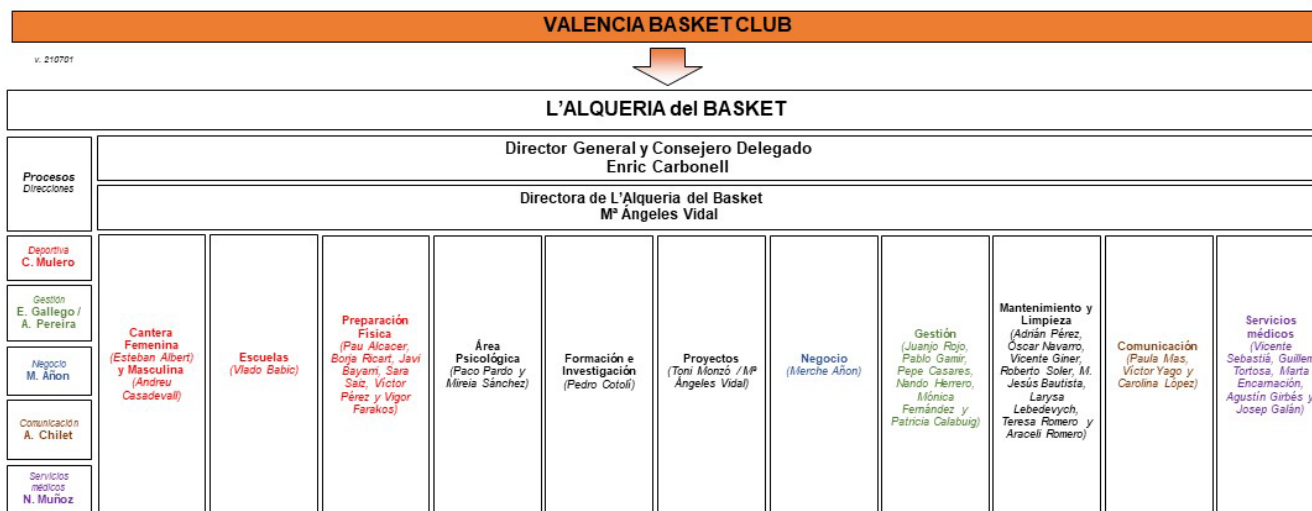 VALENCIA BASKET CLUB
v. 210701
L'ALQUERIA del BASKET
Procesos
Direcciones
Director General y Consejero Delegado
Enric Carbonell
Directora de L'Alqueria del Basket
Mª Ángeles Vidal
Deportiva
C. Mulero
Gestión
E. Gallego /
A. Pereira
Negocio
M. Añon
Comunicación
A. Chilet
Servicios
médicos
N. Muñoz
Cantera
Femenina
(Esteban Albert)
y Masculina
(Andreu
Casadevall)
Escuelas
(Vlado Babic)
Preparación
Física
(Pau Alcacer,
Borja Ricart, Javi
Bayarri, Sara
Saiz, Víctor
Pérez y Vigor
Farakos)
Área
Psicológica
(Paco Pardo y
Mireia Sánchez)
Formación e
Investigación
(Pedro Cotolí)
Proyectos
(Toni Monzó / Mª
Ángeles Vidal)
Negocio
(Merche Añon)
Gestión
(Juanjo Rojo,
Pablo Gamir,
Pepe Casares,
Nando Herrero,
Mónica
Fernández y
Patricia Calabuig)
Mantenimiento y
Limpieza
(Adrián Pérez,
Óscar Navarro,
Vicente Giner,
Roberto Soler, M.
Jesús Bautista,
Larysa
Lebedevych,
Teresa Romero y
Araceli Romero)
Comunicación
(Paula Mas,
Víctor Yago y
Carolina López)
Servicios
médicos
(Vicente
Sebastiá, Guillem
Tortosa, Marta
Encarnación,
Agustín Girbés y
Josep Galán)